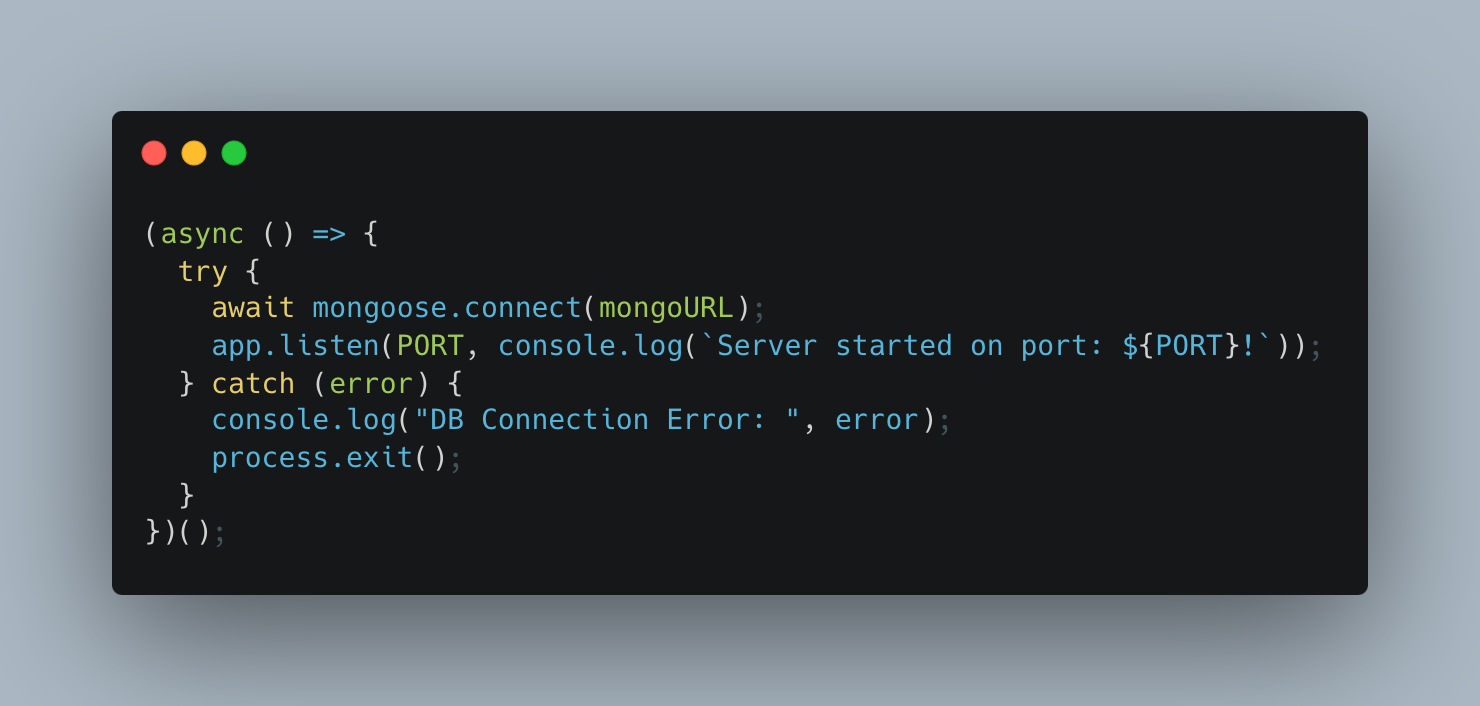 (async () => {
  try {
    await mongoose.connect(mongoURL);
    app.listen(PORT, console.log(`Server started on port: ${PORT}!`));
  } catch (error) {
    console.log("DB Connection Error: ", error);
    process.exit();
  }
})();